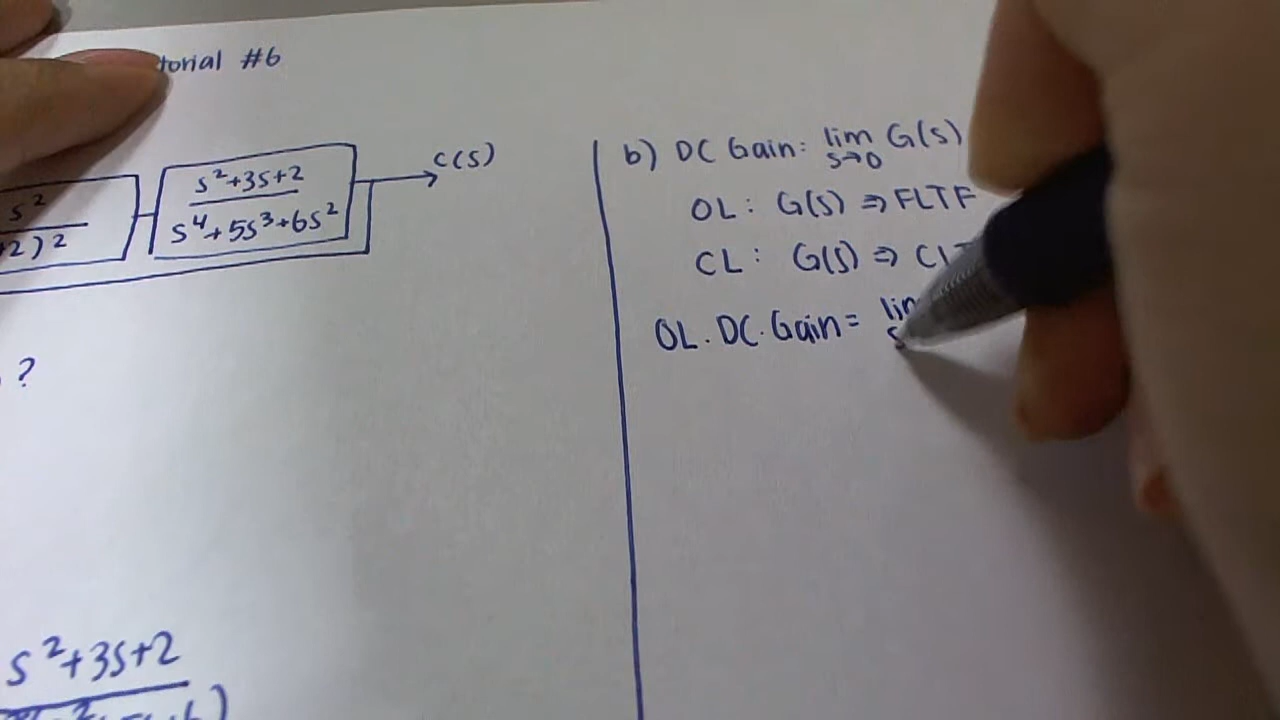 torial #6
C(S)
s²+3s+2
s⁴+5s³+6s²
s²
+2)²
?
s²+3s+2
b) DC Gain: lim G(s)
s→0
OL: G(s) ⇒ FLTF
CL: G(s) ⇒
OL. DC. Gain =